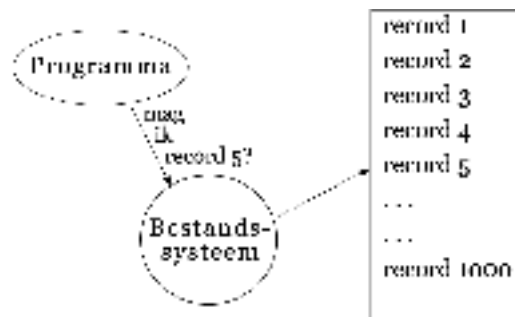 Programma
mag
ik
record 5?
Bestands-
systeem
record 1
record 2
record 3
record 4
record 5
...
...
record 1000